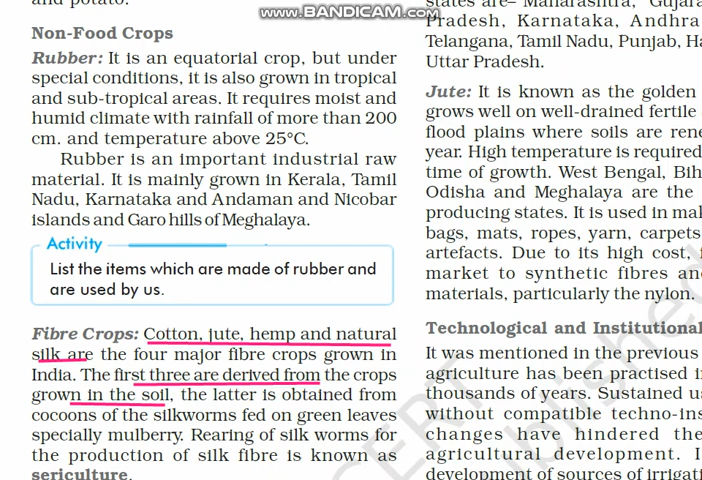 and potato.
Non-Food Crops
Rubber: It is an equatorial crop, but under
special conditions, it is also grown in tropical
and sub-tropical areas. It requires moist and
humid climate with rainfall of more than 200
cm. and temperature above 25°C.
Rubber is an important industrial raw
material. It is mainly grown in Kerala, Tamil
Nadu, Karnataka and Andaman and Nicobar
islands and Garo hills of Meghalaya.
Activity
List the items which are made of rubber and
are used by us.
Fibre Crops: Cotton, jute, hemp and natural
silk are the four major fibre crops grown in
India. The first three are derived from the crops
grown in the soil, the latter is obtained from
cocoons of the silkworms fed on green leaves
specially mulberry. Rearing of silk worms for
the production of silk fibre is known as
sericulture.
www.BANDICAM.com
states are– Maharashtra,
Pradesh, Karnataka, Andhra
Telangana, Tamil Nadu, Punjab,
Uttar Pradesh.
Jute: It is known as the golden
grows well on well-drained fertile
flood plains where soils are
year. High temperature is required
time of growth. West Bengal,
Odisha and Meghalaya are the
producing states. It is used in
bags, mats, ropes, yarn, carpets
artefacts. Due to its high cost,
market to synthetic fibres
materials, particularly the nylon.
Technological and Institutional
It was mentioned in the previous
agriculture has been practised
thousands of years. Sustained
without compatible
changes have hindered the
agricultural development.
development of sources of